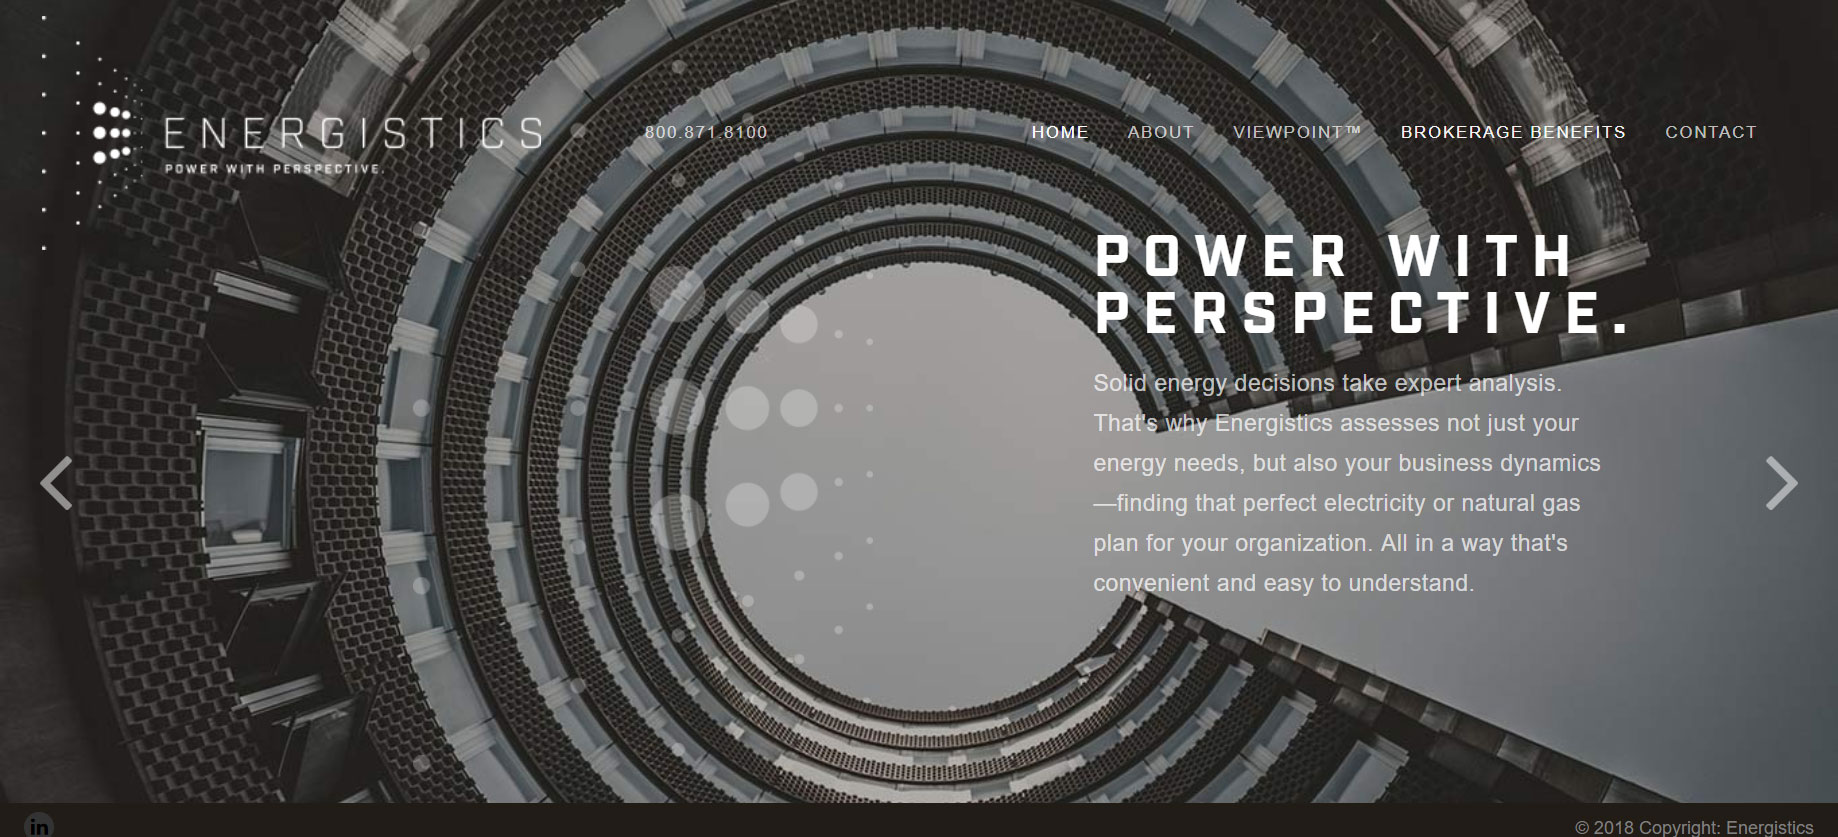 ENERGISTICS
POWER WITH PERSPECTIVE.
800.871.8100
HOME ABOUT VIEWPOINT™ BROKERAGE BENEFITS CONTACT
POWER WITH
PERSPECTIVE.
Solid energy decisions take expert analysis.
That's why Energistics assesses not just your
energy needs, but also your business dynamics
—finding that perfect electricity or natural gas
plan for your organization. All in a way that's
convenient and easy to understand.
in
© 2018 Copyright: Energistics